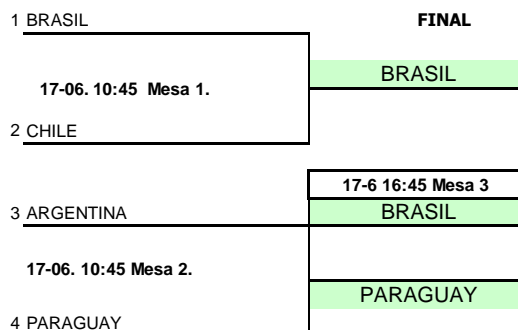 1 BRASIL
FINAL
BRASIL
17-06. 10:45 Mesa 1.
2 CHILE
17-6 16:45 Mesa 3
3 ARGENTINA
BRASIL
17-06. 10:45 Mesa 2.
PARAGUAY
4 PARAGUAY